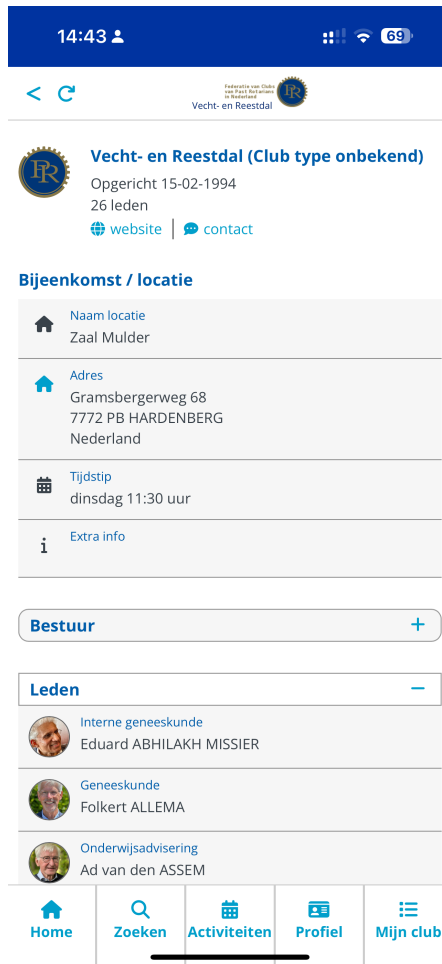 14:43
69
Federatie van Clubs
van Past Rotarians
in Nederland
Vecht- en Reestdal
PR
PR
Vecht- en Reestdal (Club type onbekend)
Opgericht 15-02-1994
26 leden
website
contact
Bijeenkomst / locatie
Naam locatie
Zaal Mulder
Adres
Gramsbergerweg 68
7772 PB HARDENBERG
Nederland
Tijdstip
dinsdag 11:30 uur
Extra info
Bestuur
Leden
Interne geneeskunde
Eduard ABHILAKH MISSIER
Geneeskunde
Folkert ALLEMA
Onderwijsadvisering
Ad van den ASSEM
Home
Zoeken
Activiteiten
Profiel
Mijn club